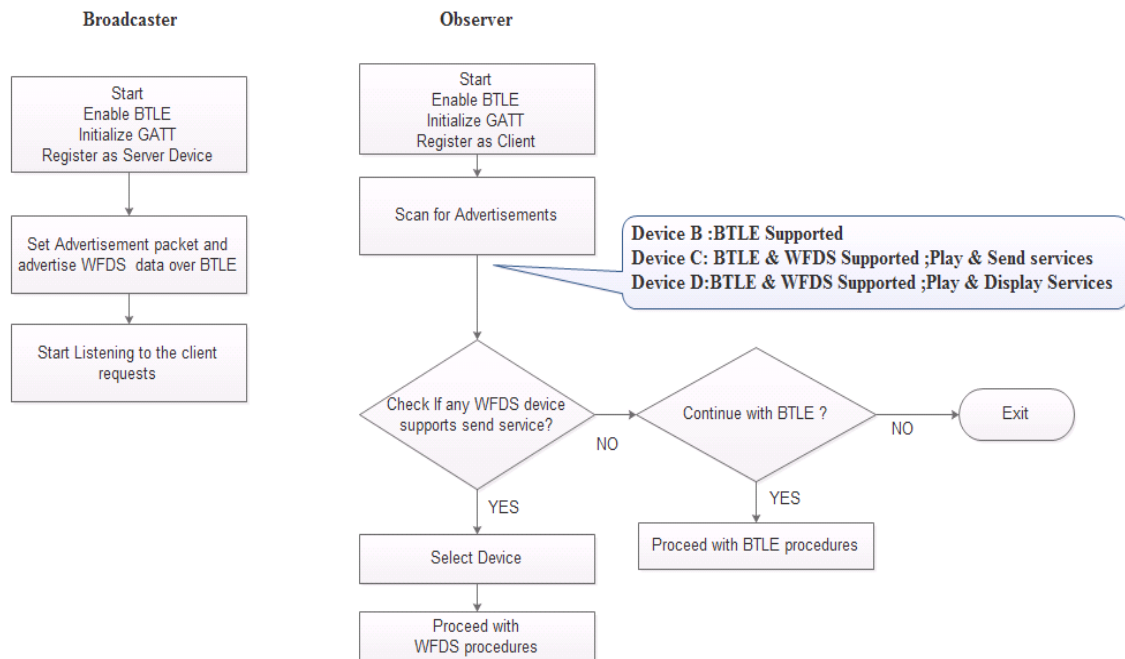 Broadcaster
Start
Enable BTLE
Initialize GATT
Register as Server Device
Set Advertisement packet and
advertise WFDS data over BTLE
Start Listening to the client
requests
Observer
Start
Enable BTLE
Initialize GATT
Register as Client
Scan for Advertisements
Device B :BTLE Supported
Device C: BTLE & WFDS Supported ;Play & Send services
Device D:BTLE & WFDS Supported ;Play & Display Services
Check If any WFDS device
supports send service?
NO
Continue with BTLE ?
NO
Exit
YES
Proceed with BTLE procedures
YES
Select Device
Proceed with
WFDS procedures